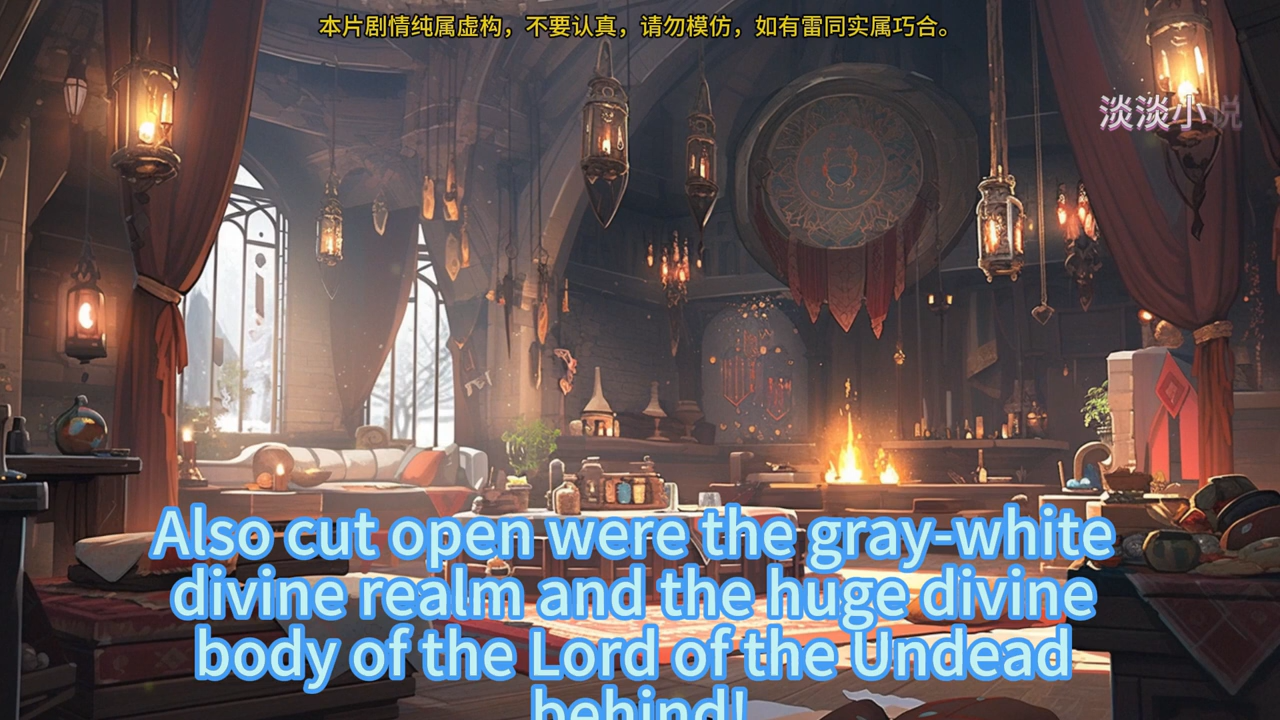 本片剧情纯属虚构，不要认真，请勿模仿，如有雷同实属巧合。
淡淡小说
Also cut open were the gray-white
divine realm and the huge divine
body of the Lord of the Undead
behind!